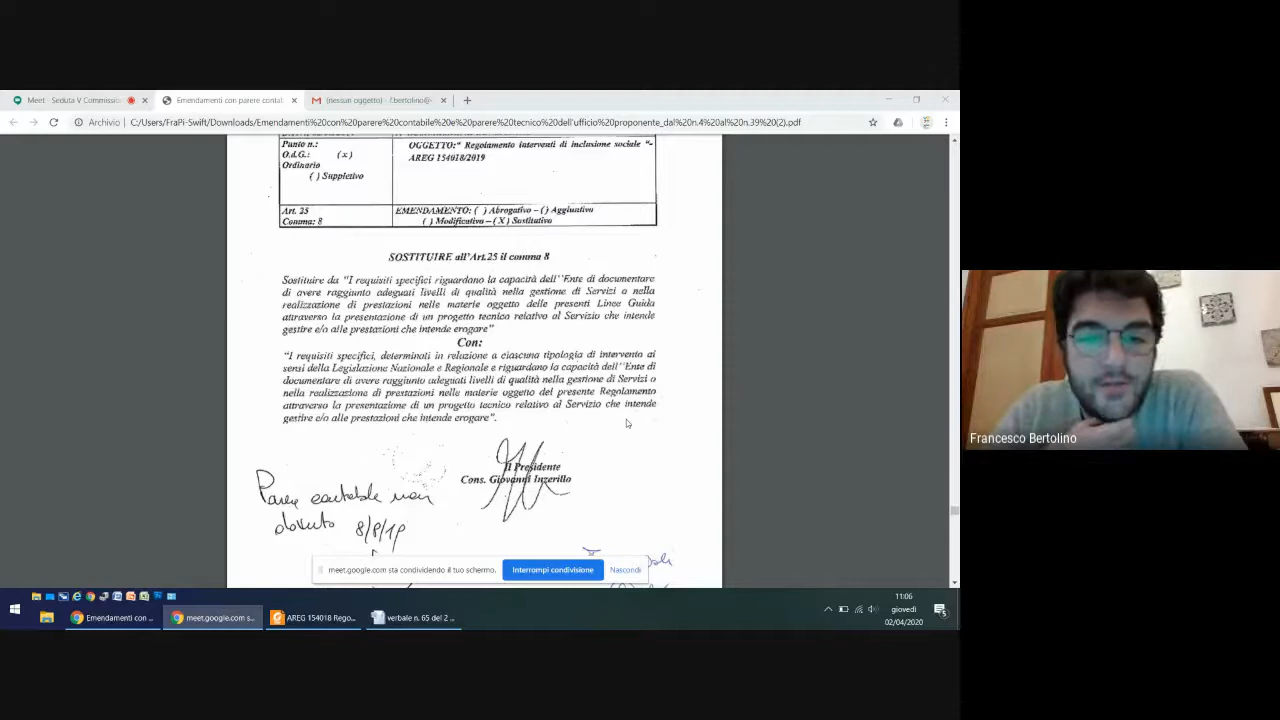 Meet - Seduta V Commissi
Emendamenti con parere contab
(nessun oggetto) - f.bertolino@
Archivio
C:/Users/FraPi-Swift/Downloads/Emendamenti%20con%20parere%20contabile%20e%20parere%20tecnico%20dell'ufficio%20proponente_dal%20n.4%20al%20n.39%20(2).pdf
Punto n.:
O.d.G.: (x)
Ordinario
( ) Suppletivo
OGGETTO:“ Regolamento interventi di inclusione sociale “-
AREG 154018/2019
Art. 25
Comma: 8
EMENDAMENTO: ( ) Abrogativo – () Aggiuntivo
( ) Modificativo – ( X ) Sostitutivo
SOSTITUIRE all'Art.25 il comma 8
Sostituire da “I requisiti specifici riguardano la capacità dell''Ente di documentare
di avere raggiunto adeguati livelli di qualità nella gestione di Servizi o nella
realizzazione di prestazioni nelle materie oggetto delle presenti Linee Guida
attraverso la presentazione di un progetto tecnico relativo al Servizio che intende
gestire e/o alle prestazioni che intende erogare”
Con:
“I requisiti specifici, determinati in relazione a ciascuna tipologia di intervento ai
sensi della Legislazione Nazionale e Regionale e riguardano la capacità dell''Ente di
documentare di avere raggiunto adeguati livelli di qualità nella gestione di Servizi o
nella realizzazione di prestazioni nelle materie oggetto del presente Regolamento
attraverso la presentazione di un progetto tecnico relativo al Servizio che intende
gestire e/o alle prestazioni che intende erogare”.
Il Presidente
Cons. Giovanni Inzerillo
Parere contabile non
dovuto 8/8/19
meet.google.com sta condividendo il tuo schermo.
Interrompi condivisione
Nascondi
Francesco Bertolino
Emendamenti con ...
meet.google.com s...
AREG 154018 Rego...
verbale n. 65 del 2 ...
11:06
giovedì
02/04/2020
5